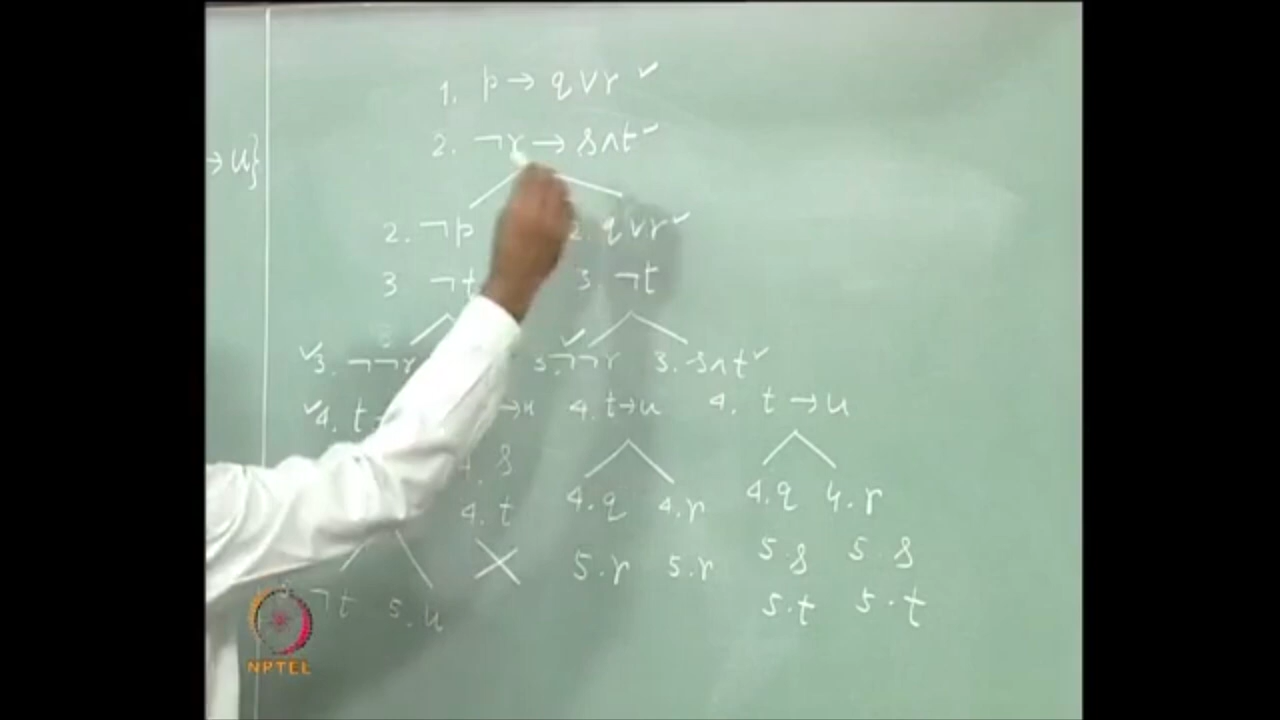 1. p → q ∨ r ✓
2. ¬r → s ∧ t ✓
→ u}
2. ¬p 2. q ∨ r ✓
3 ¬t 3. ¬t
✓3. ¬¬r 3. ¬¬r ✓ 3. s ∧ t ✓
✓4. t → u 4. t → u 4. t → u
4. s
4. q 4. r 4. q 4. r
4. t
5. r 5. r 5. s 5. s
¬t 5. u 5. t 5. t
NPTEL